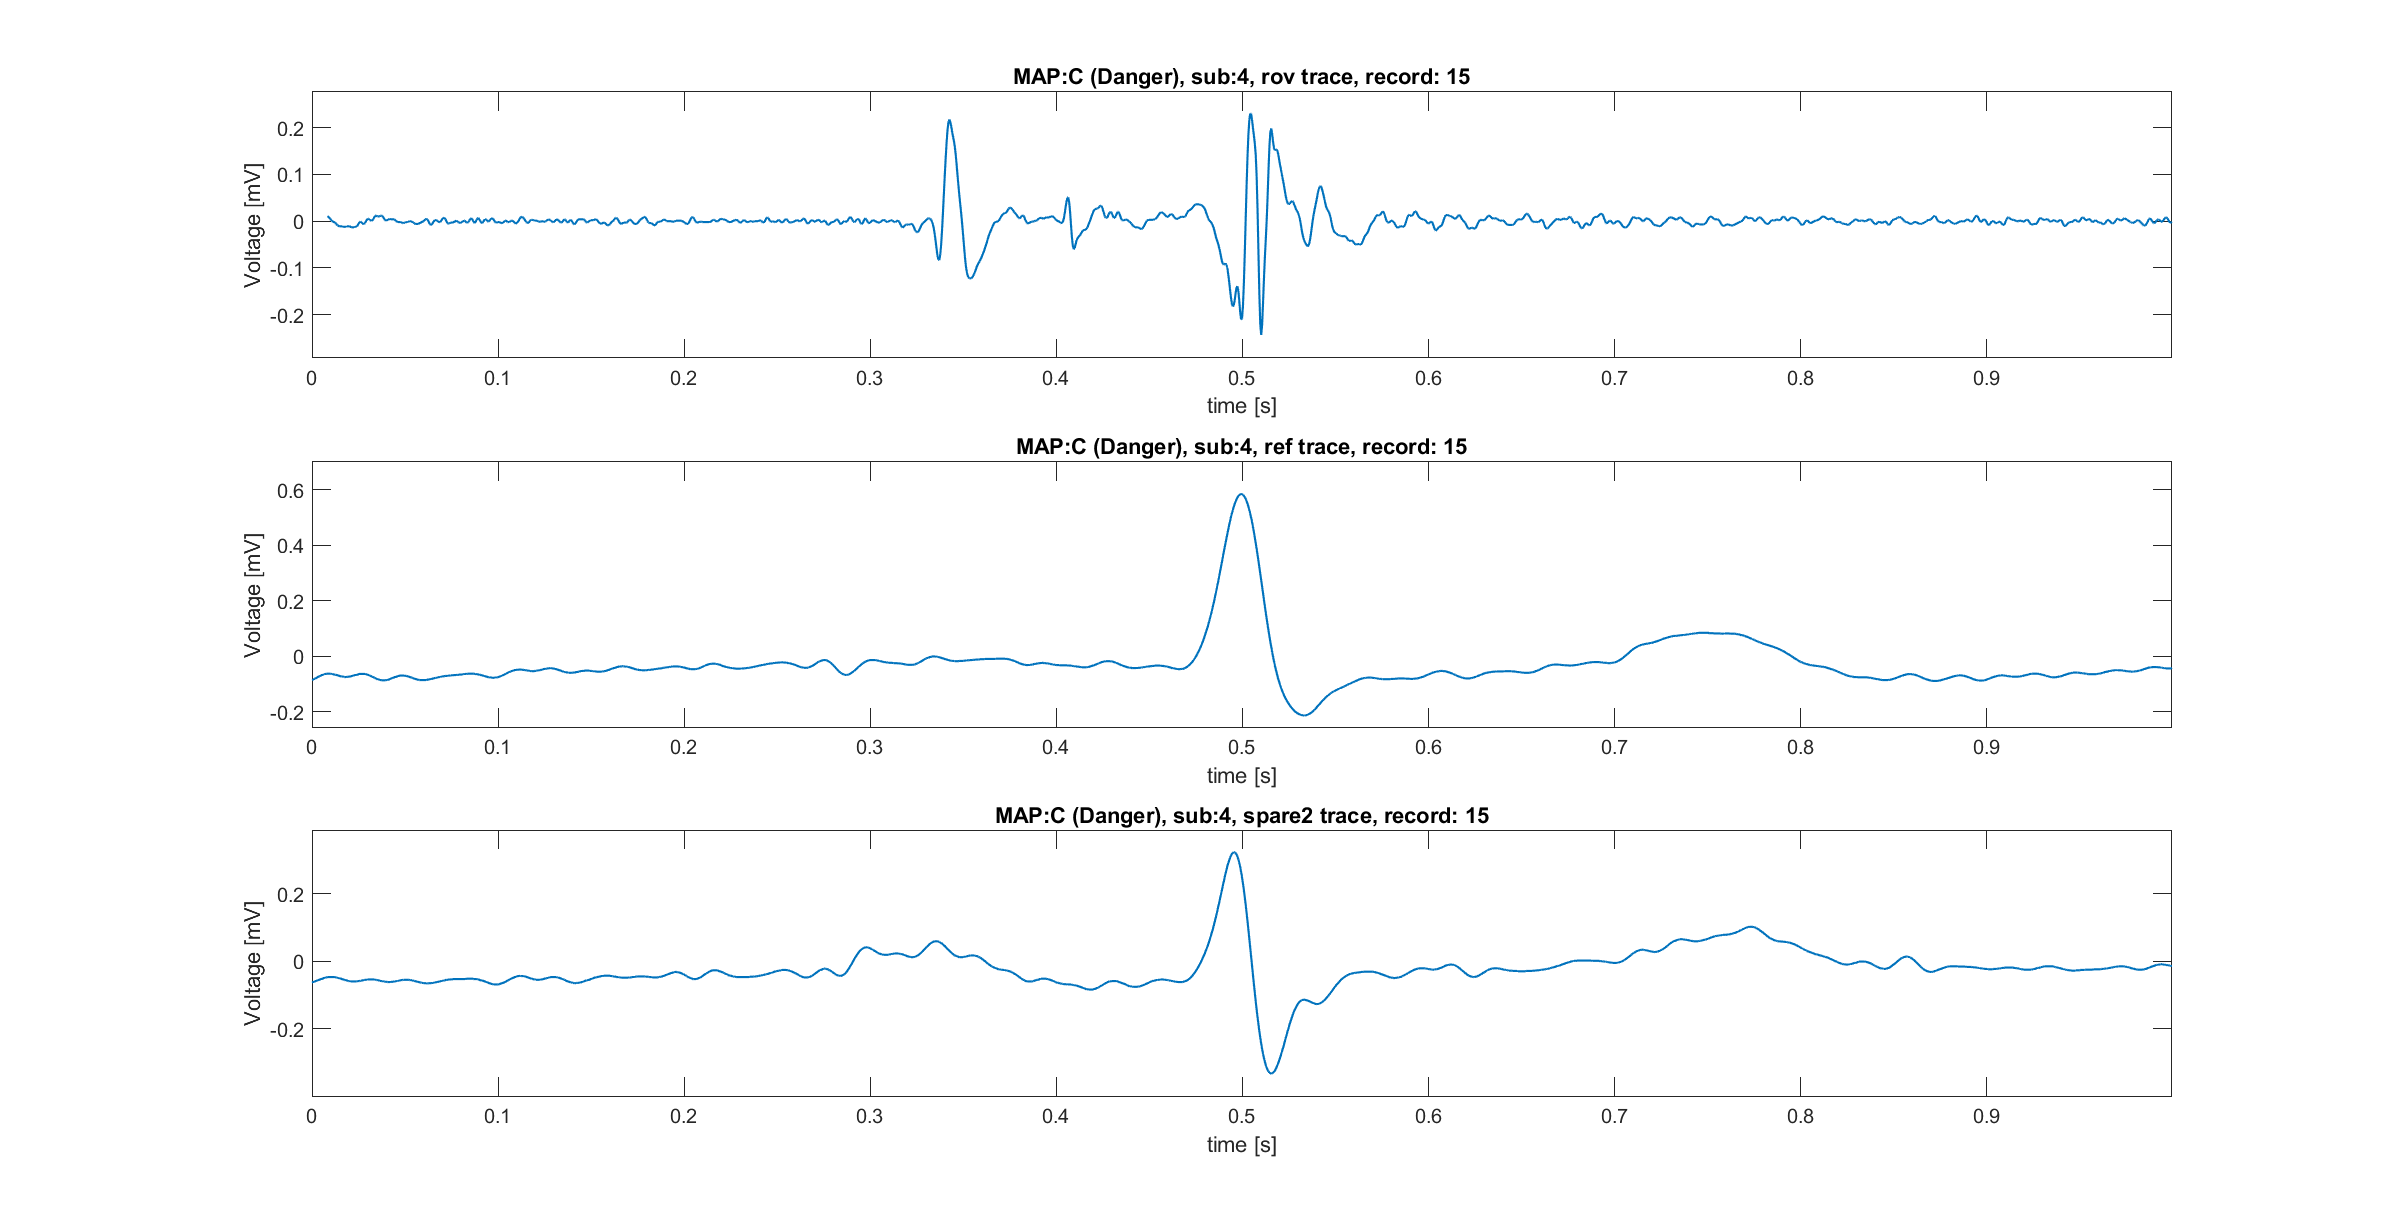 MAP:C (Danger), sub:4, rov trace, record: 15
Voltage [mV]
0.2
0.1
0
-0.1
-0.2
0 0.1 0.2 0.3 0.4 0.5 0.6 0.7 0.8 0.9
time [s]
MAP:C (Danger), sub:4, ref trace, record: 15
Voltage [mV]
0.6
0.4
0.2
0
-0.2
0 0.1 0.2 0.3 0.4 0.5 0.6 0.7 0.8 0.9
time [s]
MAP:C (Danger), sub:4, spare2 trace, record: 15
Voltage [mV]
0.2
0
-0.2
0 0.1 0.2 0.3 0.4 0.5 0.6 0.7 0.8 0.9
time [s]